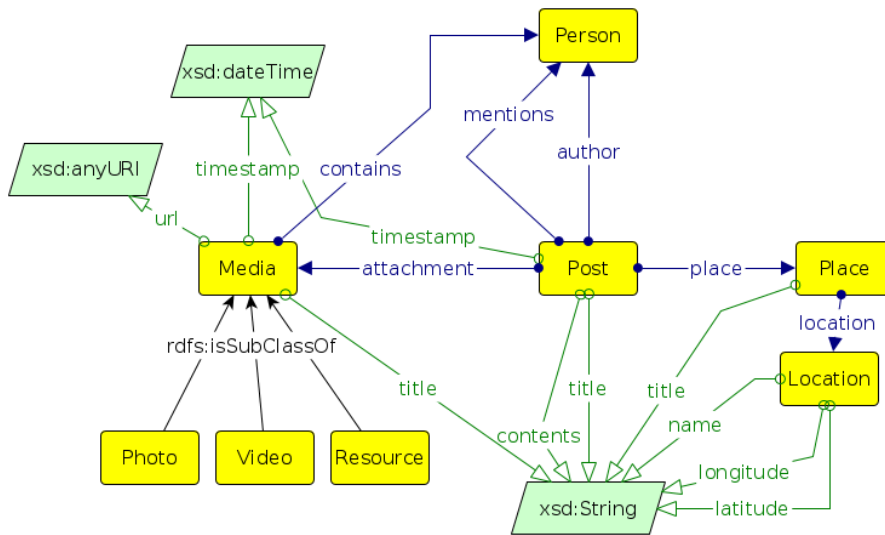 Person
xsd:dateTime
mentions
author
xsd:anyURI
timestamp
contains
url
timestamp
Media
attachment
Post
place
Place
location
rdfs:isSubClassOf
title
title
title
Location
name
contents
Photo
Video
Resource
longitude
xsd:String
latitude